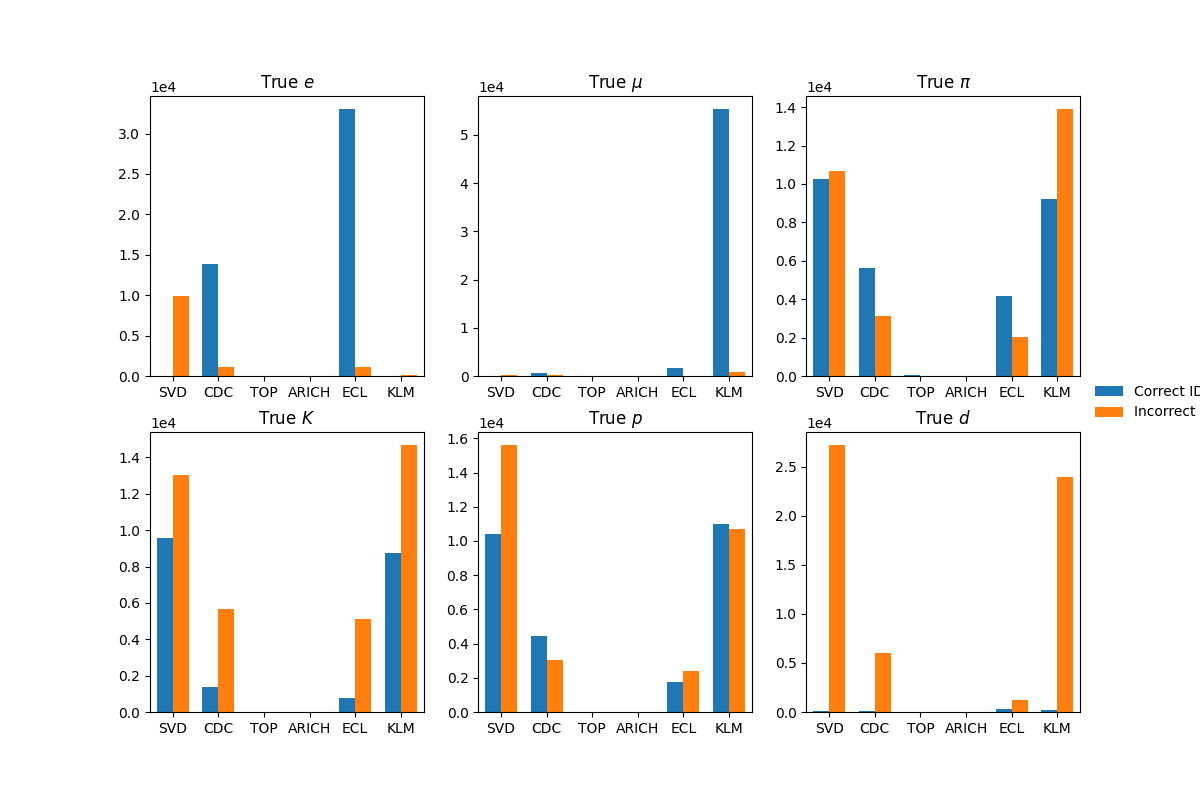 True e
1e4
3.0
2.5
2.0
1.5
1.0
0.5
0.0
SVD CDC TOP ARICH ECL KLM
True μ
1e4
5
4
3
2
1
0
SVD CDC TOP ARICH ECL KLM
True π
1e4
1.4
1.2
1.0
0.8
0.6
0.4
0.2
0.0
SVD CDC TOP ARICH ECL KLM
Correct ID
Incorrect
True K
1e4
1.4
1.2
1.0
0.8
0.6
0.4
0.2
0.0
SVD CDC TOP ARICH ECL KLM
True p
1e4
1.6
1.4
1.2
1.0
0.8
0.6
0.4
0.2
0.0
SVD CDC TOP ARICH ECL KLM
True d
1e4
2.5
2.0
1.5
1.0
0.5
0.0
SVD CDC TOP ARICH ECL KLM